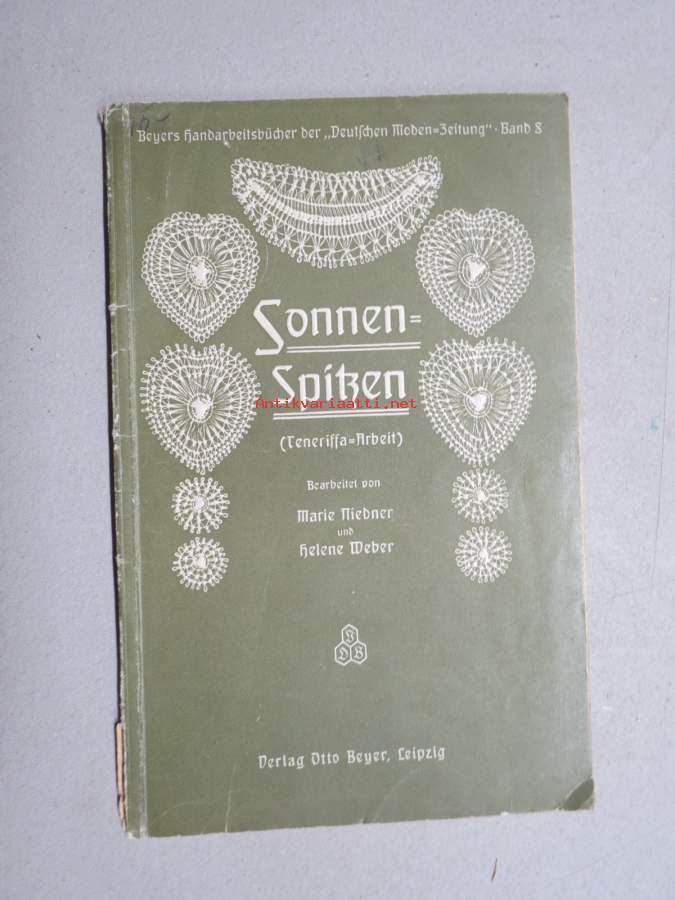 Beyers Handarbeitsbücher der „Deutschen Moden=Zeitung“ · Band 8
Sonnen=
Spitzen
Antikvariaatti.net
(Teneriffa=Arbeit)
Bearbeitet von
Marie Niedner
und
Helene Weber
Verlag Otto Beyer, Leipzig